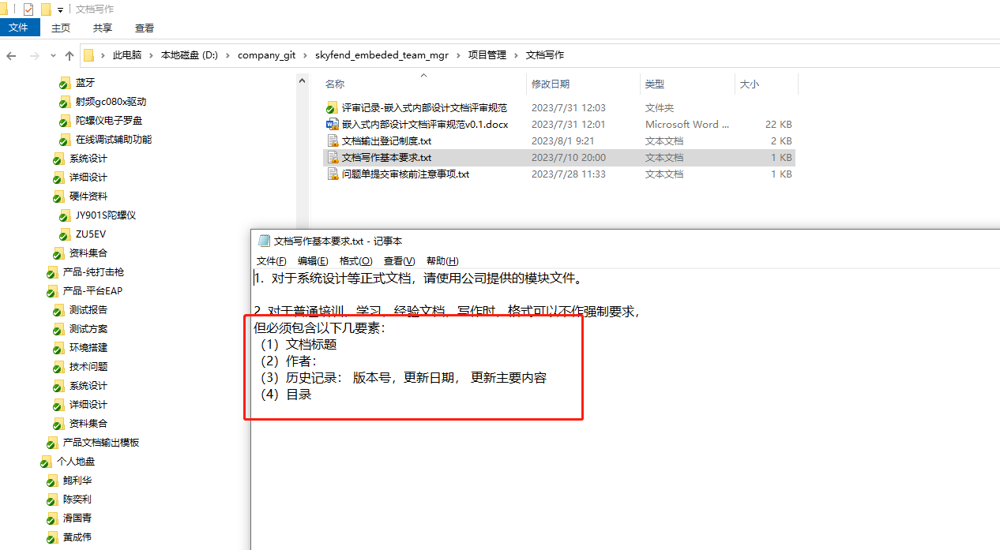 文档写作
文件 主页 共享 查看
此电脑 本地磁盘 (D:) company_git skyfend_embeded_team_mgr 项目管理 文档写作
蓝牙
射频gc080x驱动
陀螺仪电子罗盘
在线调试辅助功能
系统设计
详细设计
硬件资料
JY901S陀螺仪
ZU5EV
资料集合
产品-纯打击枪
产品-平台EAP
测试报告
测试方案
环境搭建
技术问题
系统设计
详细设计
资料集合
产品文档输出模板
个人地盘
鲍利华
陈奕利
滑国青
黄成伟
名称 修改日期 类型 大小
评审记录-嵌入式内部设计文档评审规范 2023/7/31 12:03 文件夹
嵌入式内部设计文档评审规范v0.1.docx 2023/7/31 12:01 Microsoft Word ... 22 KB
文档输出登记制度.txt 2023/8/1 9:21 文本文档 2 KB
文档写作基本要求.txt 2023/7/10 20:00 文本文档 1 KB
问题单提交审核前注意事项.txt 2023/7/28 11:33 文本文档 1 KB
文档写作基本要求.txt - 记事本
文件(F) 编辑(E) 格式(O) 查看(V) 帮助(H)
1. 对于系统设计等正式文档，请使用公司提供的模块文件。
2. 对于普通培训、学习、经验文档，写作时，格式可以不作强制要求，
但必须包含以下几要素：
（1）文档标题
（2）作者：
（3）历史记录： 版本号，更新日期， 更新主要内容
（4）目录